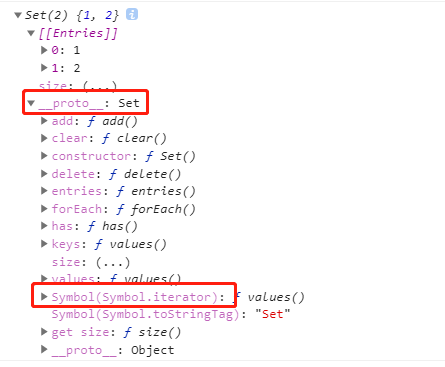 ▼ Set(2) {1, 2} i
▼ [[Entries]]
▶ 0: 1
▶ 1: 2
size: (...)
▼ __proto__: Set
▶ add: ƒ add()
▶ clear: ƒ clear()
▶ constructor: ƒ Set()
▶ delete: ƒ delete()
▶ entries: ƒ entries()
▶ forEach: ƒ forEach()
▶ has: ƒ has()
▶ keys: ƒ values()
size: (...)
▶ values: ƒ values()
▶ Symbol(Symbol.iterator): ƒ values()
Symbol(Symbol.toStringTag): "Set"
▶ get size: ƒ size()
▶ __proto__: Object